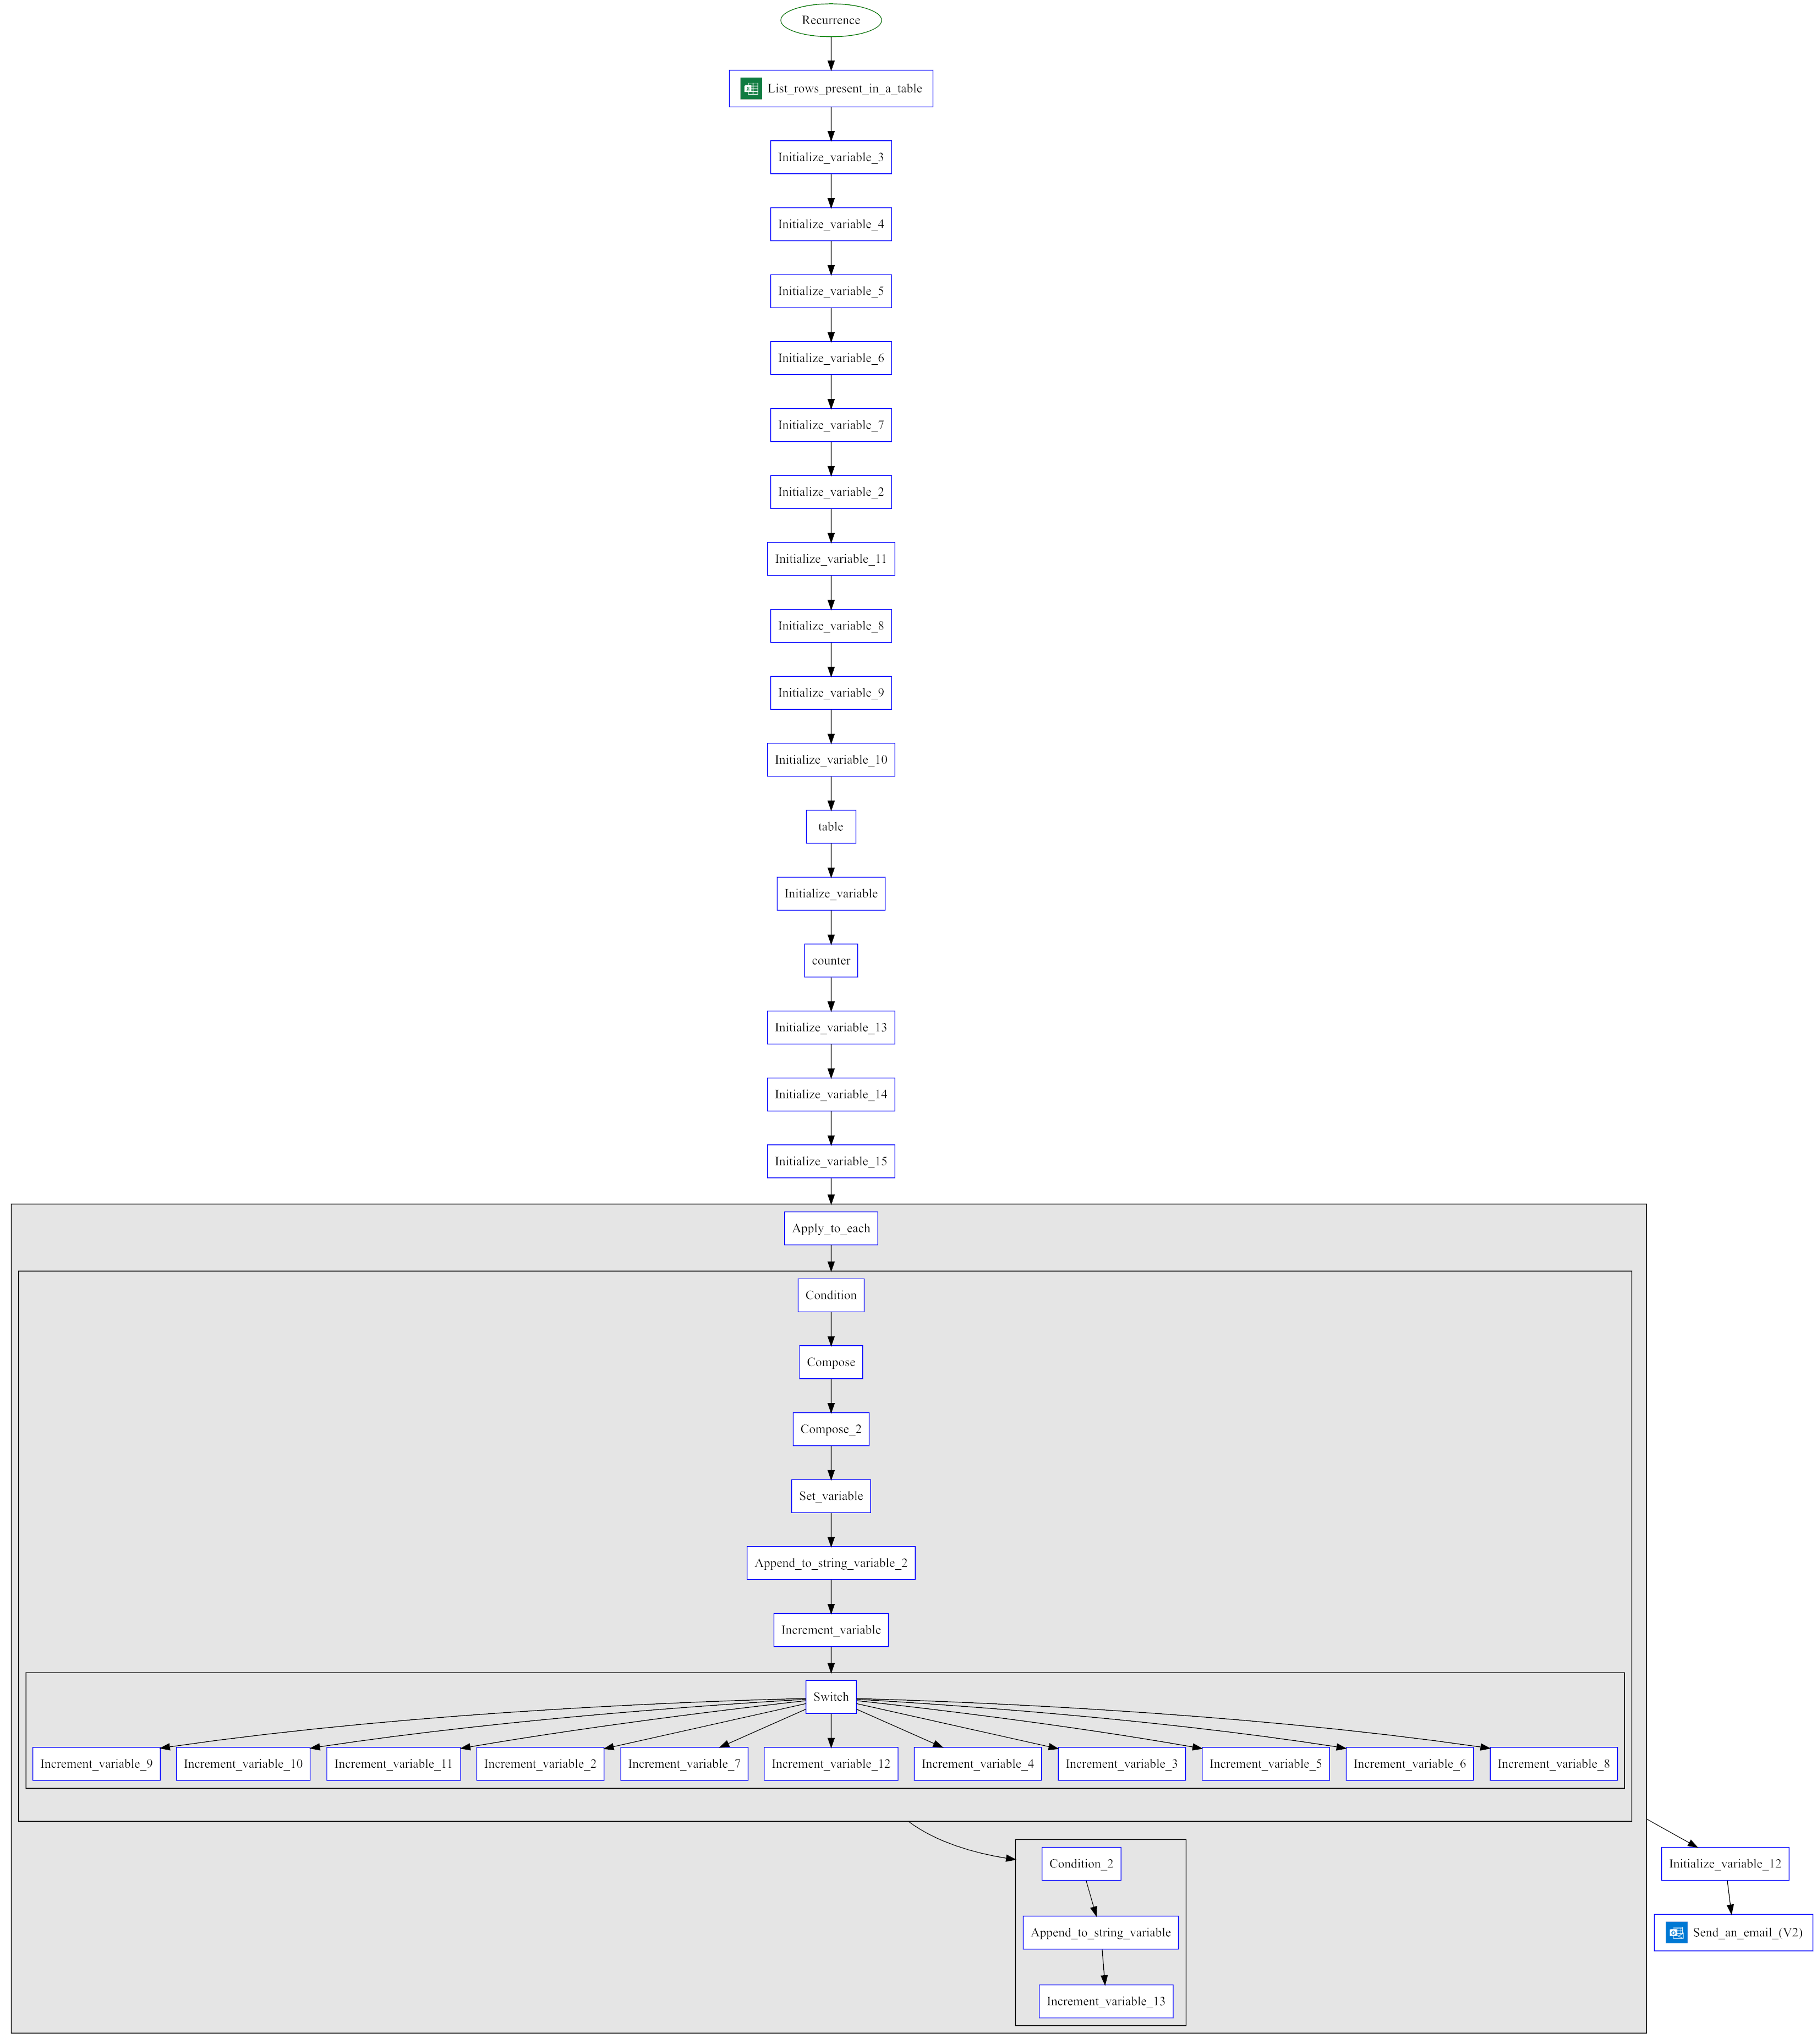 Recurrence
List_rows_present_in_a_table
Initialize_variable_3
Initialize_variable_4
Initialize_variable_5
Initialize_variable_6
Initialize_variable_7
Initialize_variable_2
Initialize_variable_11
Initialize_variable_8
Initialize_variable_9
Initialize_variable_10
table
Initialize_variable
counter
Initialize_variable_13
Initialize_variable_14
Initialize_variable_15
Apply_to_each
Condition
Compose
Compose_2
Set_variable
Append_to_string_variable_2
Increment_variable
Switch
Increment_variable_9
Increment_variable_10
Increment_variable_11
Increment_variable_2
Increment_variable_7
Increment_variable_12
Increment_variable_4
Increment_variable_3
Increment_variable_5
Increment_variable_6
Increment_variable_8
Condition_2
Initialize_variable_12
Append_to_string_variable
Send_an_email_(V2)
Increment_variable_13